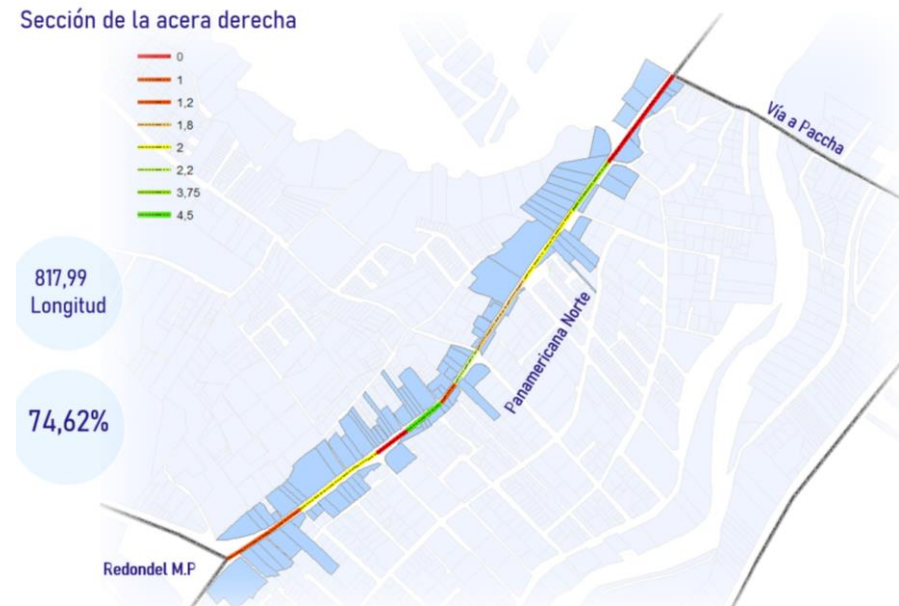 Sección de la acera derecha
0
1
1,2
1,8
2
2,2
3,75
4,5
Vía a Paccha
817,99
Longitud
Panamericana Norte
74,62%
Redondel M.P